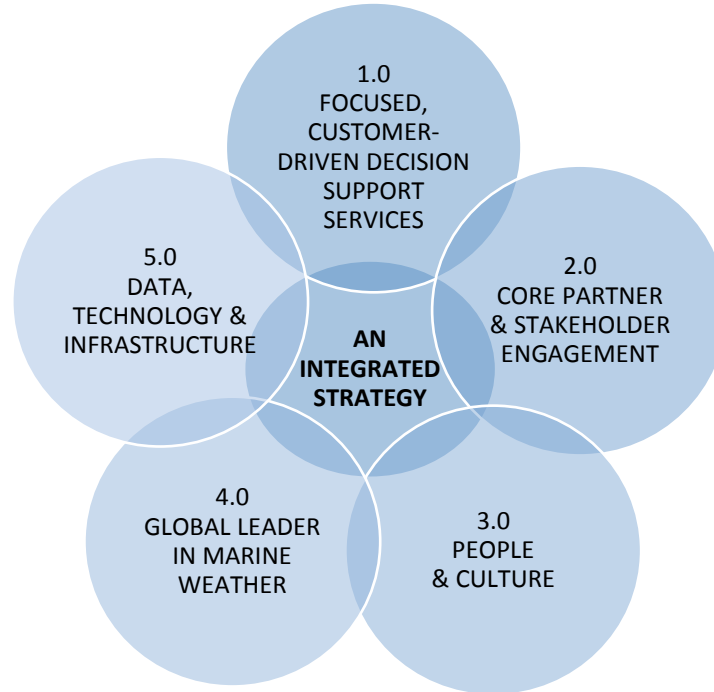 1.0
FOCUSED,
CUSTOMER-
DRIVEN DECISION
SUPPORT
SERVICES
2.0
CORE PARTNER
& STAKEHOLDER
ENGAGEMENT
3.0
PEOPLE
& CULTURE
4.0
GLOBAL LEADER
IN MARINE
WEATHER
5.0
DATA,
TECHNOLOGY &
INFRASTRUCTURE
AN
INTEGRATED
STRATEGY